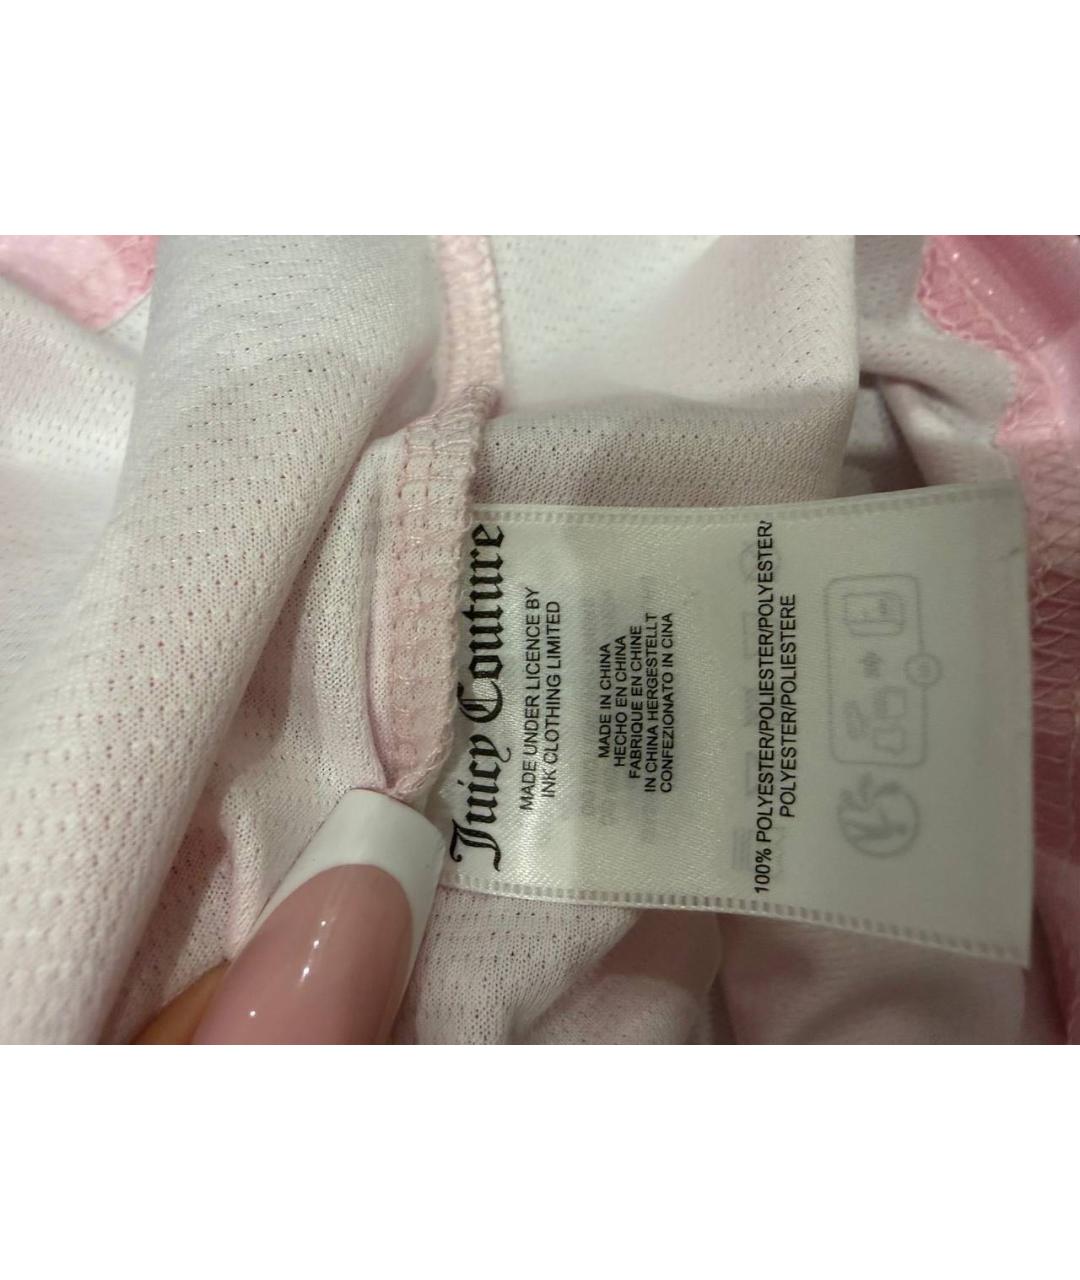 Juicy Couture
MADE UNDER LICENCE BY
INK CLOTHING LIMITED
MADE IN CHINA
HECHO EN CHINA
FABRIQUE EN CHINE
IN CHINA HERGESTELLT
CONFEZIONATO IN CINA
100% POLYESTER/POLIESTER/POLYESTER/
POLYESTER/POLIESTERE